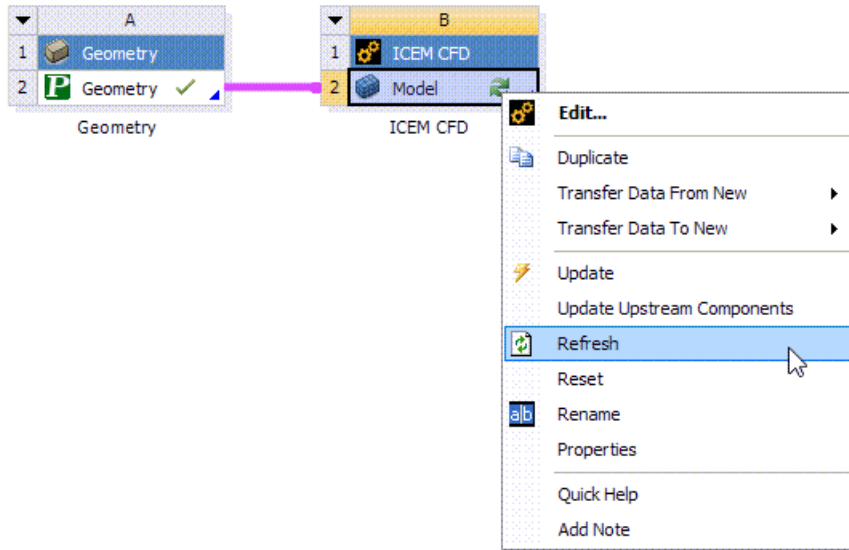 A
1 Geometry
2 P Geometry
Geometry
B
1 ICEM CFD
2 Model
ICEM CFD
Edit...
Duplicate
Transfer Data From New
Transfer Data To New
Update
Update Upstream Components
Refresh
Reset
a|b Rename
Properties
Quick Help
Add Note